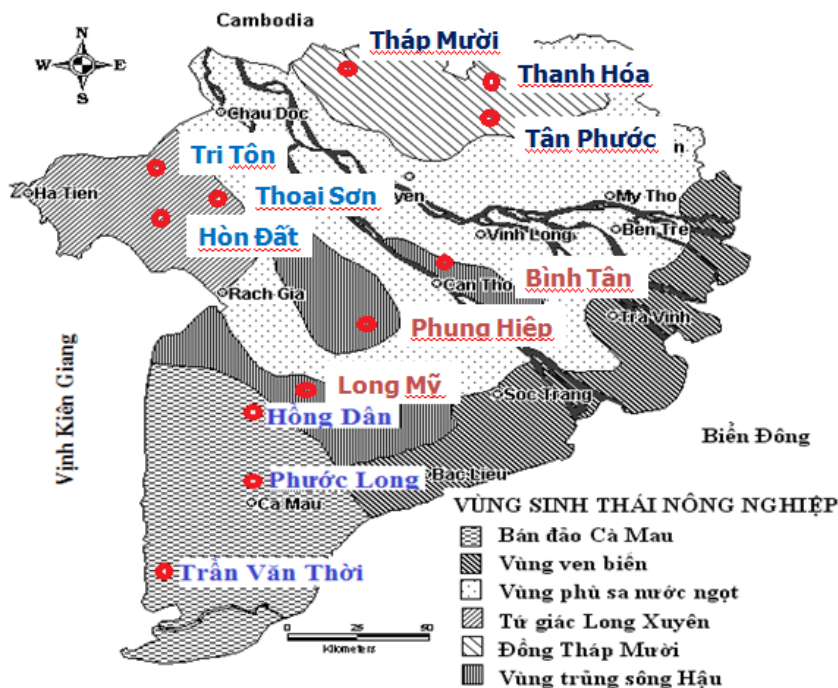 Cambodia
N
W
E
S
Tháp Mười
Thanh Hóa
Chau Doc
Tân Phước
Tri Tôn
Ha Tien
Thoai Sơn
My Tho
Hòn Đất
Vinh Long
Ben Tre
Bình Tân
Can Tho
Rach Gia
Phụng Hiệp
Tra Vinh
Long Mỹ
Soc Trang
Hồng Dân
Biển Đông
Vịnh Kiên Giang
Phước Long
Bac Lieu
Ca Mau
VÙNG SINH THÁI NÔNG NGHIỆP
Bán đảo Cà Mau
Vùng ven biển
Trần Văn Thời
Vùng phù sa nước ngọt
Tứ giác Long Xuyên
0 25 50
Kilometers
Đồng Tháp Mười
Vùng trũng sông Hậu